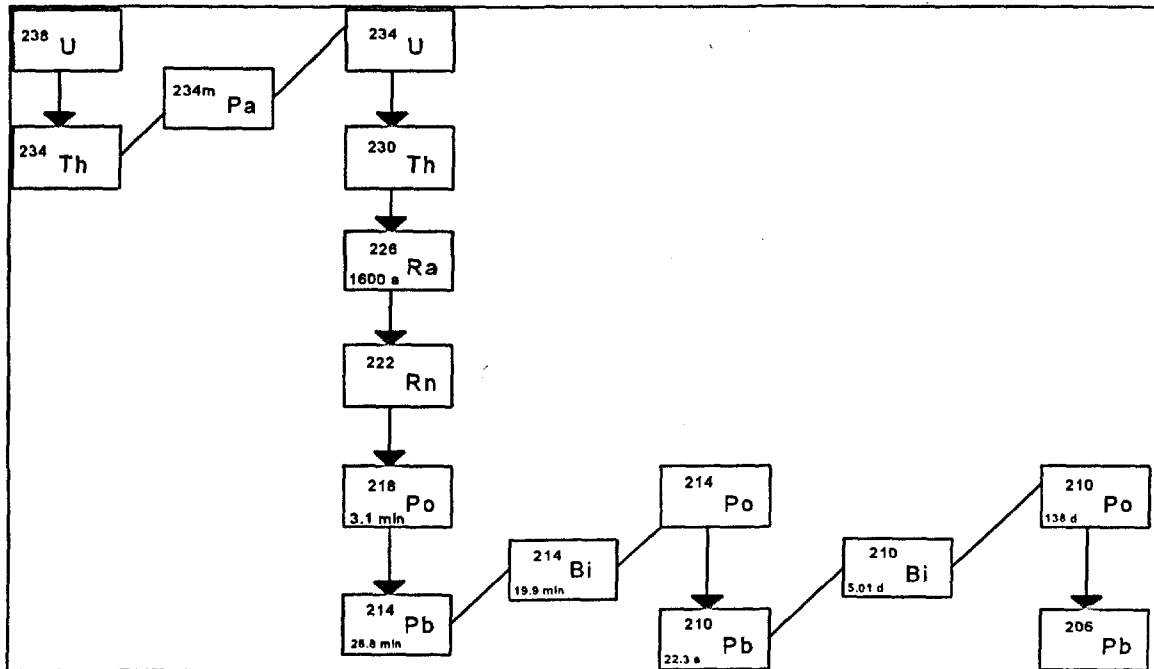 238 U
234 U
234m Pa
234 Th
230 Th
226 Ra
1600 a
222 Rn
218 Po
3.1 min
214 Po
210 Po
138 d
214 Bi
19.9 min
210 Bi
5.01 d
214 Pb
26.8 min
210 Pb
22.3 a
206 Pb